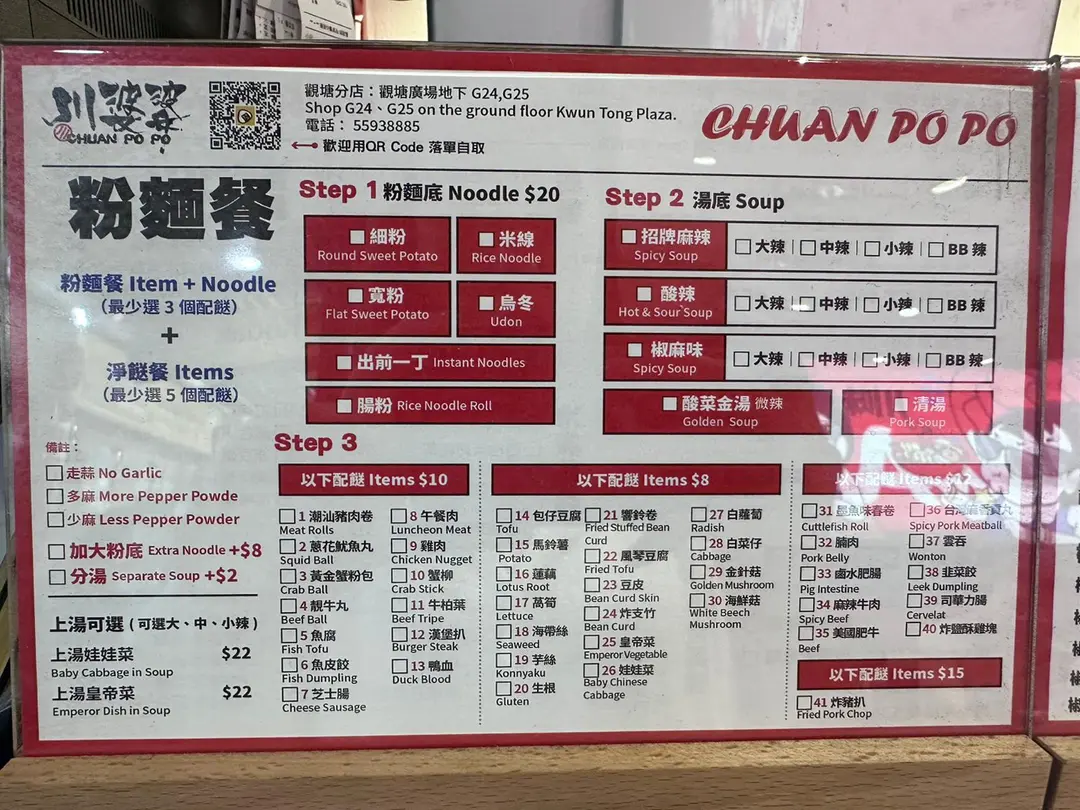 川婆婆
CHUAN PO PO
觀塘分店：觀塘廣場地下 G24,G25
Shop G24、G25 on the ground floor Kwun Tong Plaza.
電話： 55938885
歡迎用QR Code 落單自取
CHUAN PO PO
粉麵餐
粉麵餐 Item + Noodle
（最少選 3 個配餸）
+
淨餸餐 Items
（最少選 5 個配餸）
備註：
走蒜 No Garlic
多麻 More Pepper Powde
少麻 Less Pepper Powder
加大粉底 Extra Noodle +$8
分湯 Separate Soup +$2
上湯可選 ( 可選大、中、小辣 )
上湯娃娃菜 $22
Baby Cabbage in Soup
上湯皇帝菜 $22
Emperor Dish in Soup
Step 1 粉麵底 Noodle $20
細粉
Round Sweet Potato
米線
Rice Noodle
寬粉
Flat Sweet Potato
烏冬
Udon
出前一丁 Instant Noodles
腸粉 Rice Noodle Roll
Step 2 湯底 Soup
招牌麻辣
Spicy Soup
大辣 | 中辣 | 小辣 | BB 辣
酸辣
Hot & Sour Soup
大辣 | 中辣 | 小辣 | BB 辣
椒麻味
Spicy Soup
大辣 | 中辣 | 小辣 | BB 辣
酸菜金湯 微辣
Golden Soup
清湯
Pork Soup
Step 3
以下配餸 Items $10
1 潮汕豬肉卷
Meat Rolls
2 蔥花魷魚丸
Squid Ball
3 黃金蟹粉包
Crab Ball
4 靚牛丸
Beef Ball
5 魚腐
Fish Tofu
6 魚皮餃
Fish Dumpling
7 芝士腸
Cheese Sausage
8 午餐肉
Luncheon Meat
9 雞肉
Chicken Nugget
10 蟹柳
Crab Stick
11 牛柏葉
Beef Tripe
12 漢堡扒
Burger Steak
13 鴨血
Duck Blood
以下配餸 Items $8
14 包仔豆腐
Tofu
15 馬鈴薯
Potato
16 蓮藕
Lotus Root
17 萵筍
Lettuce
18 海帶絲
Seaweed
19 芋絲
Konnyaku
20 生根
Gluten
21 響鈴卷
Fried Stuffed Bean
Curd
22 風琴豆腐
Fried Tofu
23 豆皮
Bean Curd Skin
24 炸支竹
Bean Curd
25 皇帝菜
Emperor Vegetable
26 娃娃菜
Baby Chinese
Cabbage
27 白蘿蔔
Radish
28 白菜仔
Cabbage
29 金針菇
Golden Mushroom
30 海鮮菇
White Beech
Mushroom
以下配餸 Items $12
31 墨魚味春卷
Cuttlefish Roll
32 腩肉
Pork Belly
33 鹵水肥腸
Pig Intestine
34 麻辣牛肉
Spicy Beef
35 美國肥牛
Beef
36 台灣香貢丸
Spicy Pork Meatball
37 雲吞
Wonton
38 韭菜餃
Leek Dumpling
39 司華力腸
Cervelat
40 炸鹽酥雞塊
以下配餸 Items $15
41 炸豬扒
Fried Pork Chop